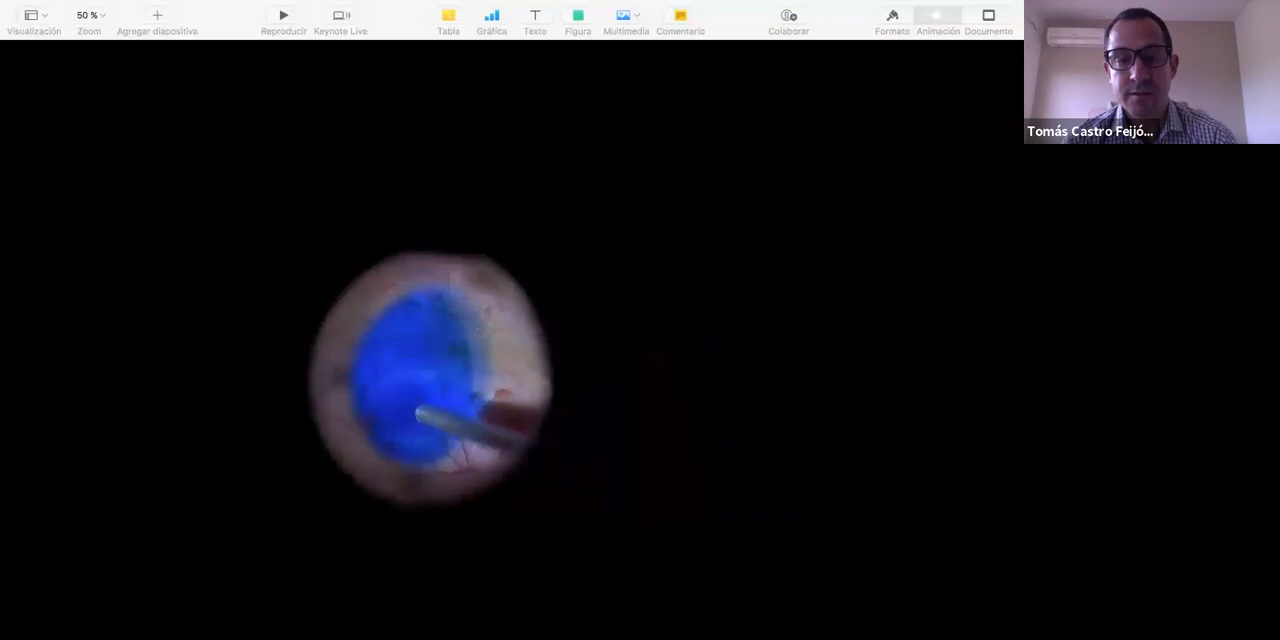 50 %
Visualización Zoom Agregar diapositiva Reproducir Keynote Live Tabla Gráfica Texto Figura Multimedia Comentario Colaborar Formato Animación Documento
Tomás Castro Feijó...